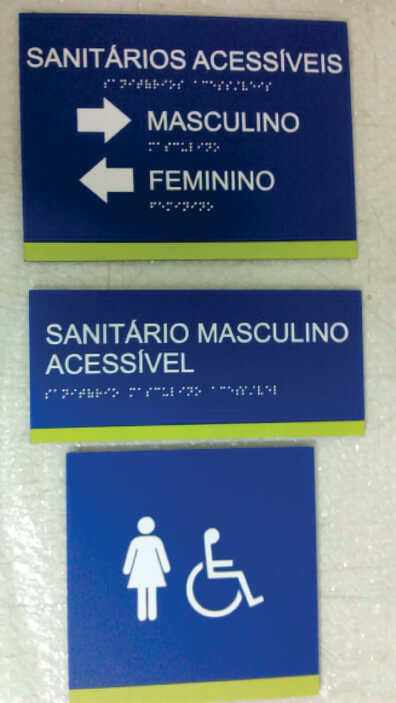 SANITÁRIOS ACESSÍVEIS
⠎⠁⠝⠊⠞⠷⠗⠊⠕⠎ ⠁⠉⠑⠎⠎⠌⠧⠑⠊⠎
MASCULINO
⠍⠁⠎⠉⠥⠇⠊⠝⠕
FEMININO
⠋⠑⠍⠊⠝⠊⠝⠕
SANITÁRIO MASCULINO
ACESSÍVEL
⠎⠁⠝⠊⠞⠷⠗⠊⠕ ⠍⠁⠎⠉⠥⠇⠊⠝⠕ ⠁⠉⠑⠎⠎⠌⠧⠑⠇